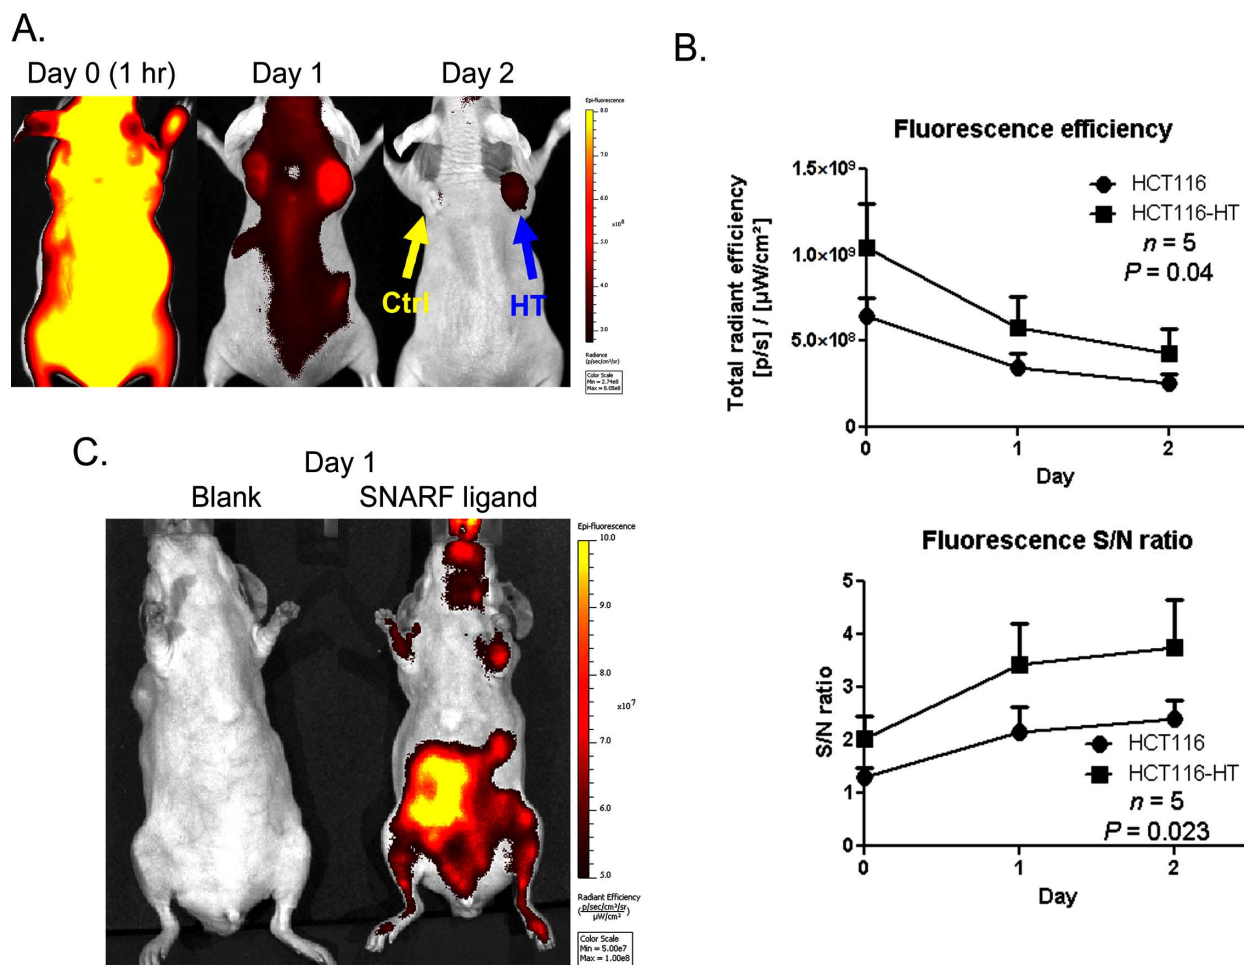 A.
Day 0 (1 hr)
Day 1
Day 2
Epi-fluorescence
8.0
7.0
6.0
x10⁸
5.0
4.0
3.0
Radiance
(p/sec/cm²/sr)
Color Scale
Min = 2.74e8
Max = 8.05e8
Ctrl
HT
B.
Fluorescence efficiency
Total radiant efficiency
[p/s] / [µW/cm²]
1.5×10⁹
1.0×10⁹
5.0×10⁸
0
HCT116
HCT116-HT
n = 5
P = 0.04
0
1
2
Day
Fluorescence S/N ratio
S/N ratio
5
4
3
2
1
0
HCT116
HCT116-HT
n = 5
P = 0.023
0
1
2
Day
C.
Day 1
Blank
SNARF ligand
Epi-fluorescence
10.0
9.0
8.0
x10⁷
7.0
6.0
5.0
Radiant Efficiency
(p/sec/cm²/sr
µW/cm²)
Color Scale
Min = 5.00e7
Max = 1.00e8